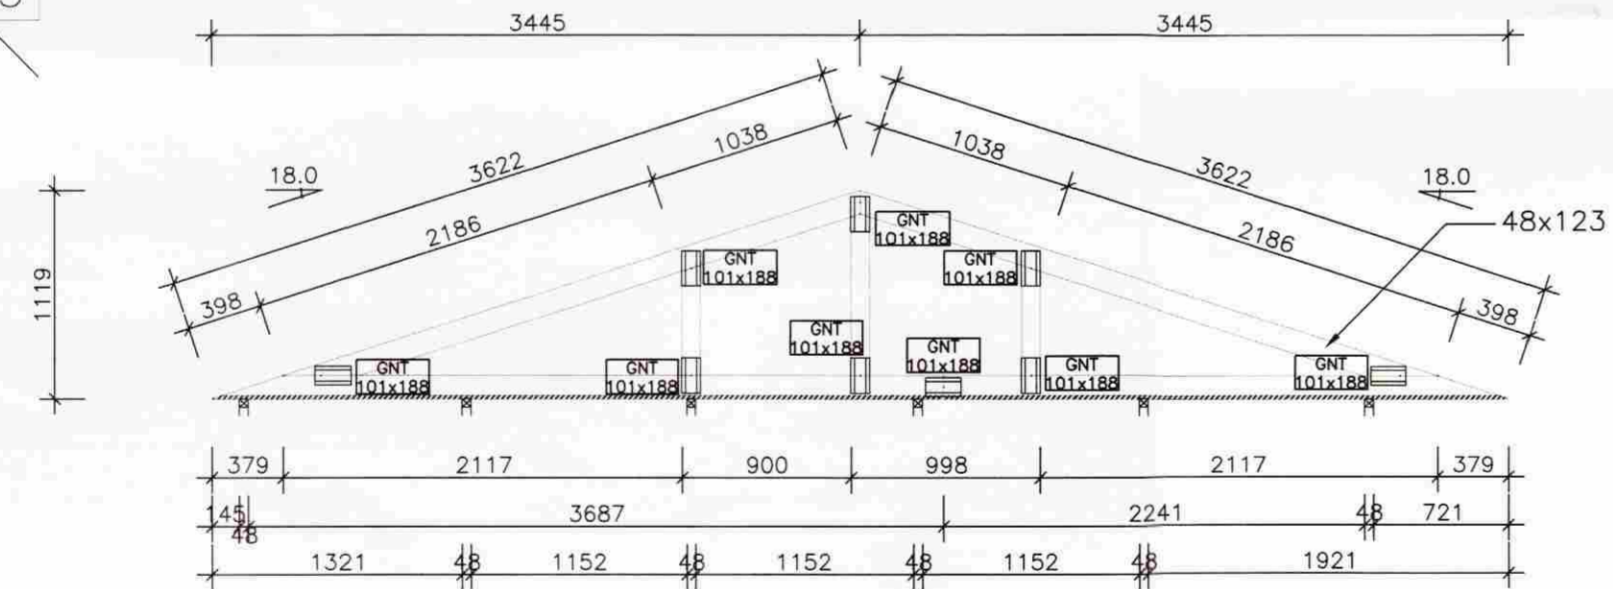 3445 3445
3622 3622
1038 1038
2186 2186
398 398
18.0 18.0
48x123
1119
GNT
101x188
GNT
101x188
GNT
101x188
GNT
101x188
GNT
101x188
GNT
101x188
GNT
101x188
GNT
101x188
GNT
101x188
379 2117 900 998 2117 379
145 48 3687 2241 48 721
1321 48 1152 48 1152 48 1152 48 1921